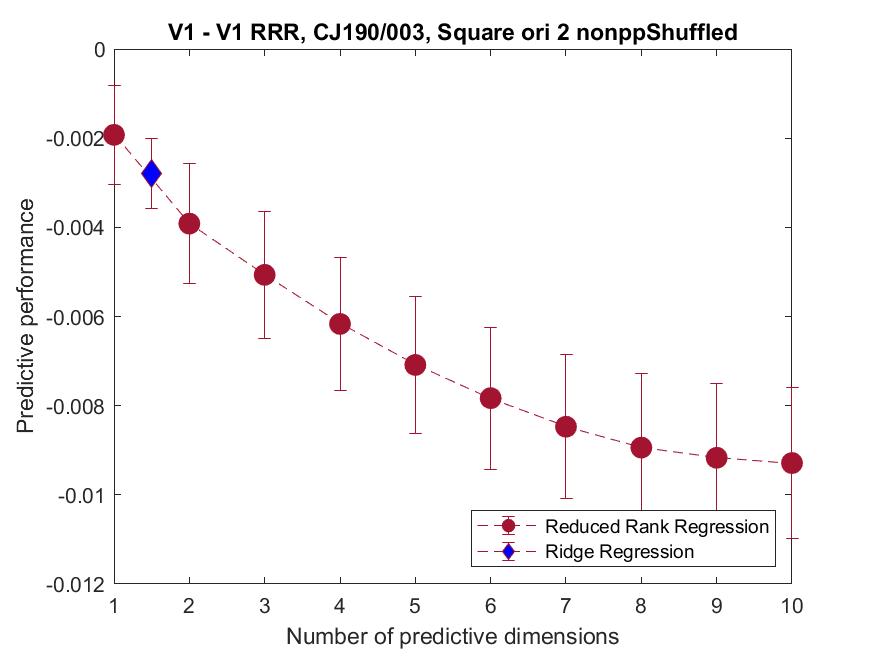 V1 - V1 RRR, CJ190/003, Square ori 2 nonppShuffled
0
-0.002
-0.004
-0.006
-0.008
-0.01
-0.012
Predictive performance
1 2 3 4 5 6 7 8 9 10
Number of predictive dimensions
Reduced Rank Regression
Ridge Regression